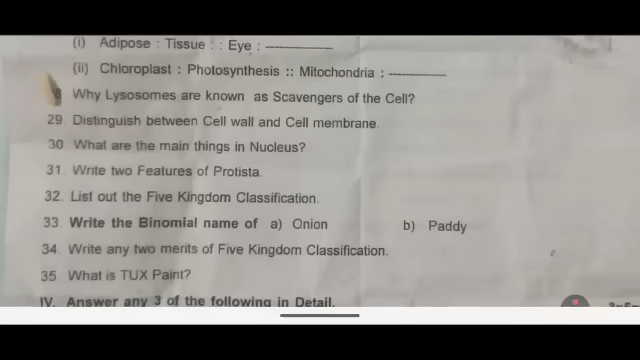 (i) Adipose : Tissue : : Eye :
(ii) Chloroplast : Photosynthesis :: Mitochondria :
Why Lysosomes are known as Scavengers of the Cell?
29. Distinguish between Cell wall and Cell membrane.
30 What are the main things in Nucleus?
31. Write two Features of Protista.
32. List out the Five Kingdom Classification.
33. Write the Binomial name of a) Onion b) Paddy
34. Write any two merits of Five Kingdom Classification.
35 What is TUX Paint?
IV. Answer any 3 of the following in Detail.